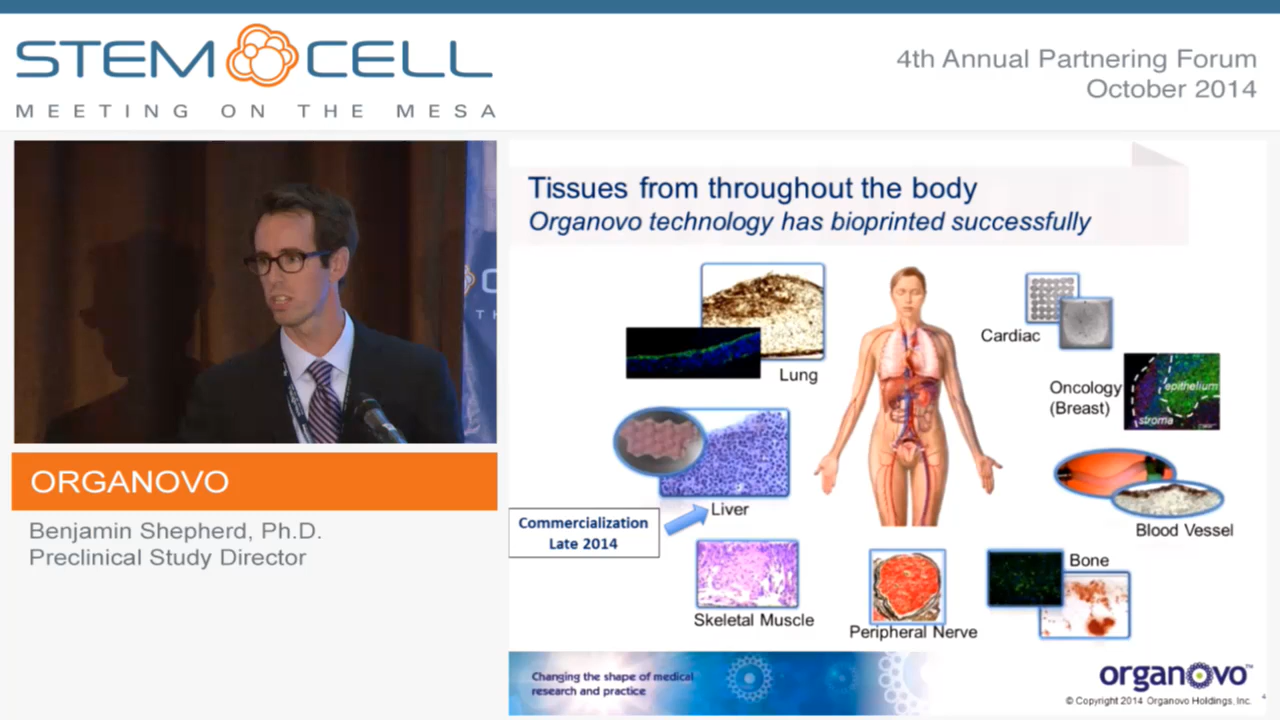 STEM CELL
MEETING ON THE MESA
4th Annual Partnering Forum
October 2014
ORGANOVO
Benjamin Shepherd, Ph.D.
Preclinical Study Director
Tissues from throughout the body
Organovo technology has bioprinted successfully
Lung
Cardiac
Oncology
(Breast)
epithelium
stroma
Liver
Commercialization
Late 2014
Blood Vessel
Skeletal Muscle
Peripheral Nerve
Bone
Changing the shape of medical
research and practice
organovo™
© Copyright 2014 Organovo Holdings, Inc.
4